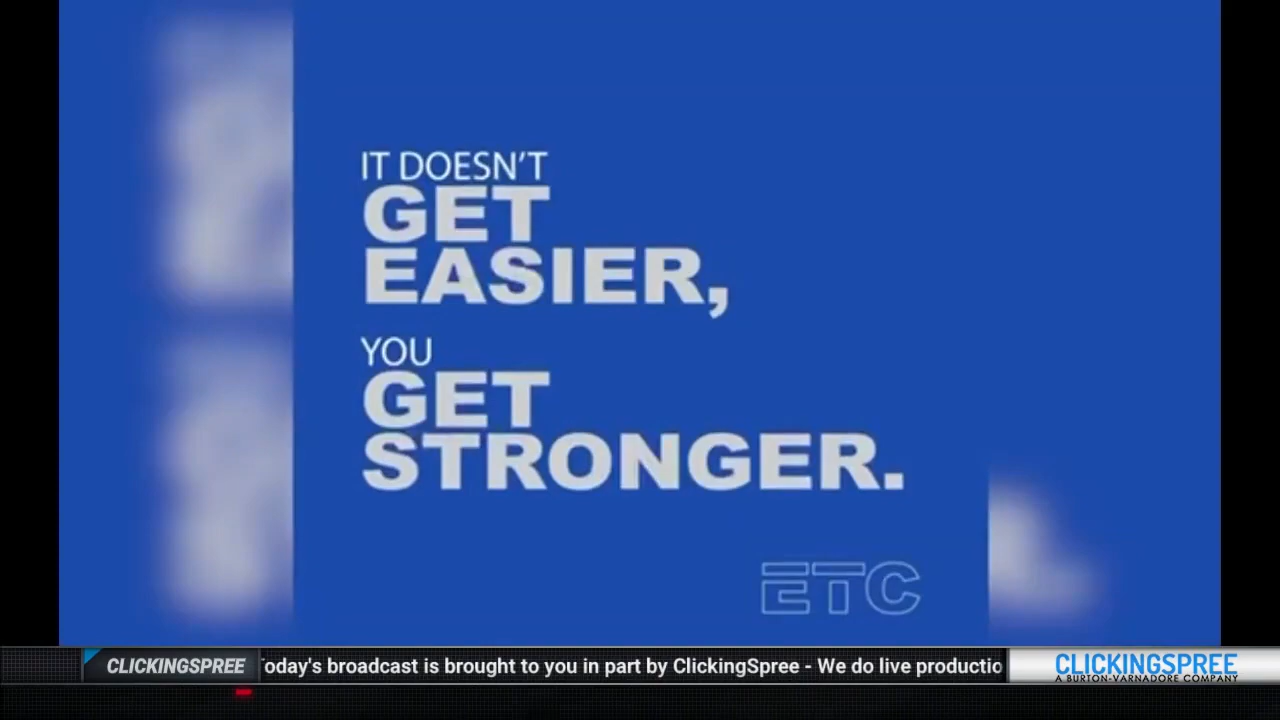 IT DOESN'T
GET
EASIER,
YOU
GET
STRONGER.
ETC
CLICKINGSPREE
oday's broadcast is brought to you in part by ClickingSpree - We do live productio
CLICKINGSPREE
A BURTON-VARNADORE COMPANY